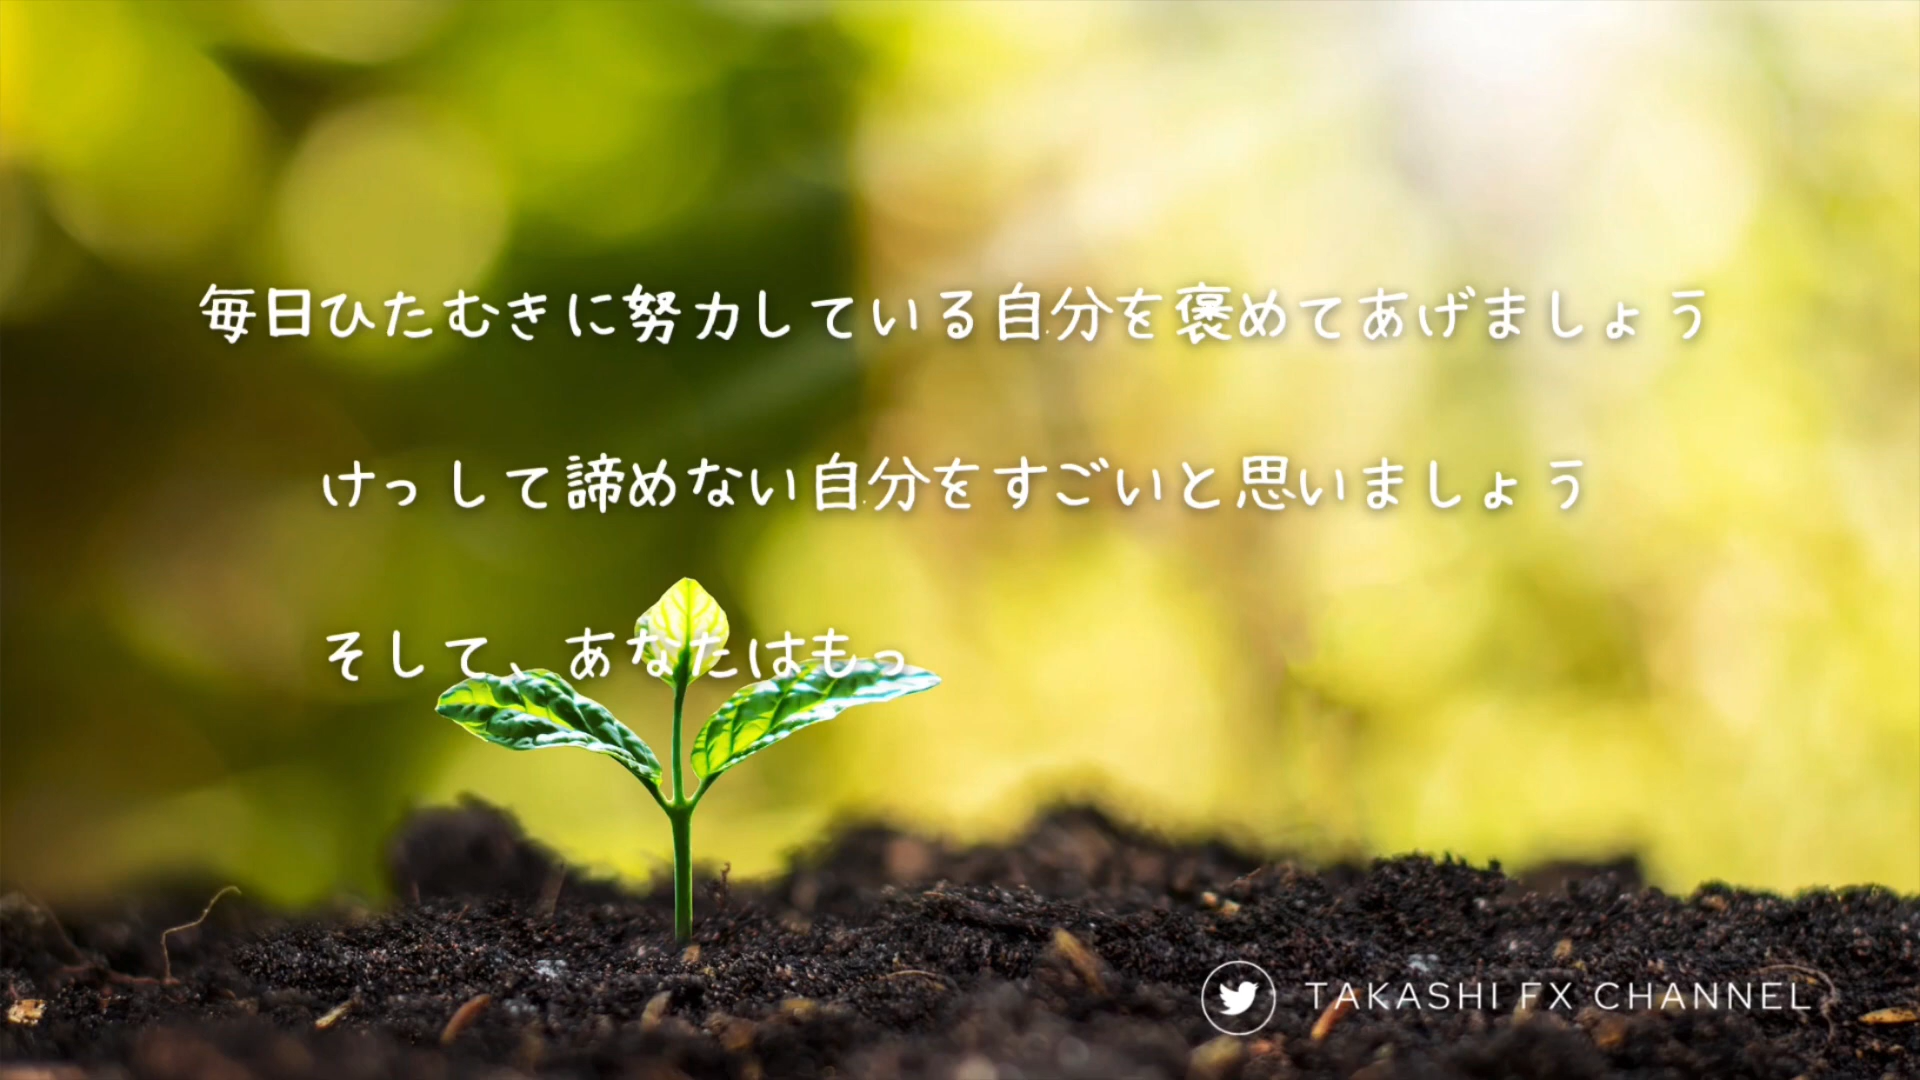 毎日ひたむきに努力している自分を褒めてあげましょう
けっして諦めない自分をすごいと思いましょう
そして、あなたはもっ
TAKASHI FX CHANNEL